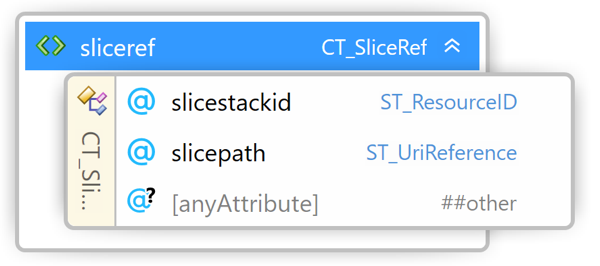 sliceref CT_SliceRef
@ slicestackid ST_ResourceID
@ slicepath ST_UriReference
@? [anyAttribute] ##other
CT_Sli...